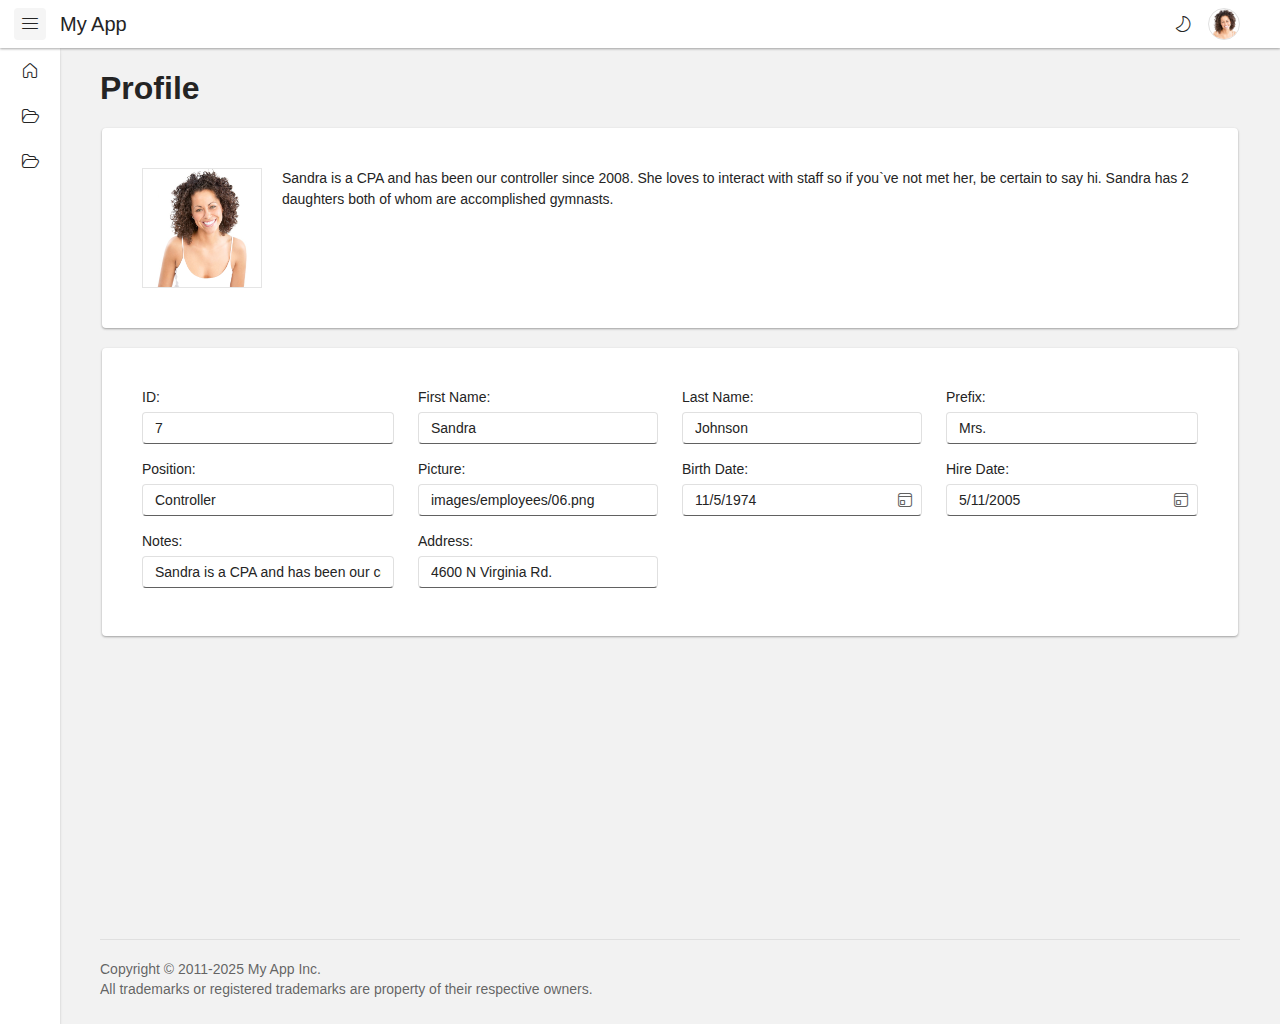 My App
Profile
Sandra is a CPA and has been our controller since 2008. She loves to interact with staff so if you`ve not met her, be certain to say hi. Sandra has 2
daughters both of whom are accomplished gymnasts.
ID: First Name: Last Name: Prefix:
7 Sandra Johnson Mrs.
Position: Picture: Birth Date: Hire Date:
Controller images/employees/06.png 11/5/1974 5/11/2005
Notes: Address:
Sandra is a CPA and has been our c 4600 N Virginia Rd.
Copyright © 2011-2025 My App Inc.
All trademarks or registered trademarks are property of their respective owners.